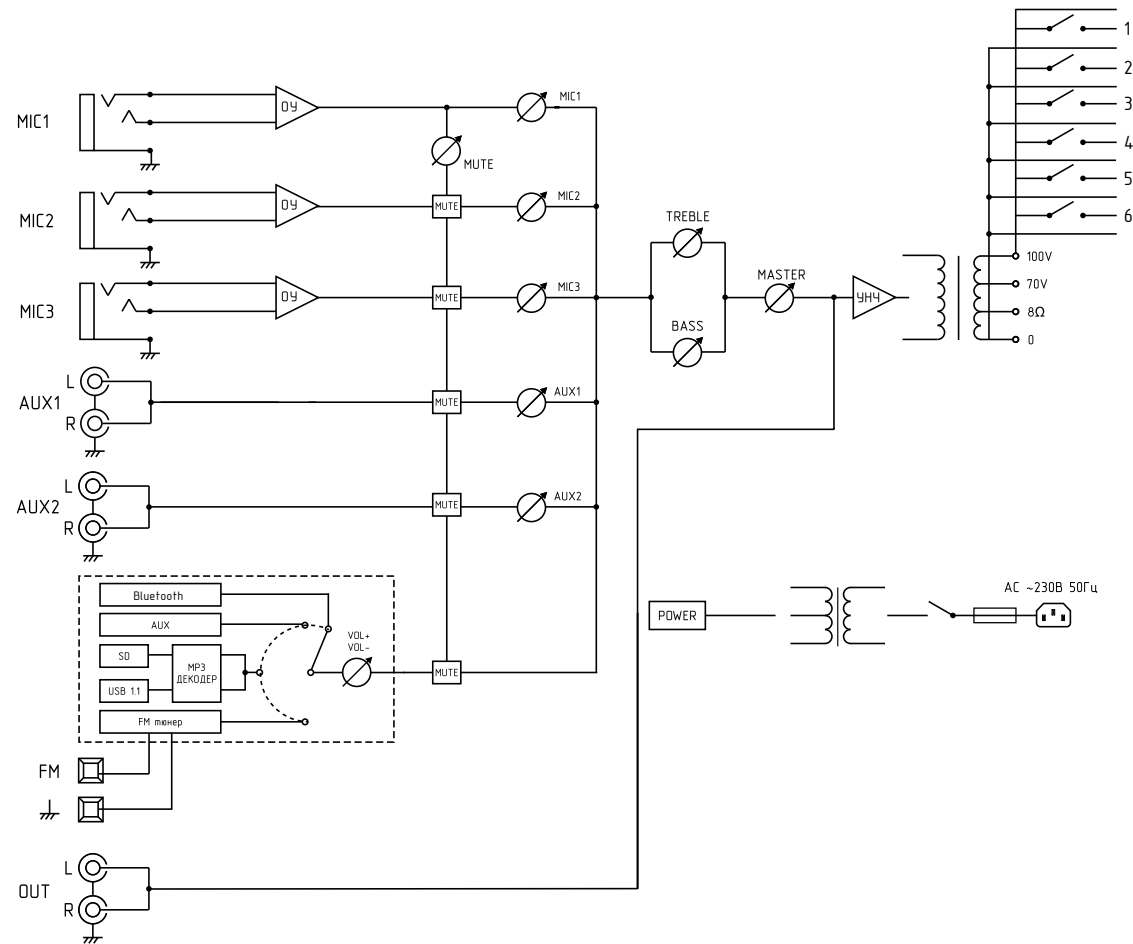 1
2
3
4
5
6
MIC1
ОУ
MIC1
MUTE
MIC2
ОУ
MUTE
MIC2
MIC3
ОУ
MUTE
MIC3
TREBLE
BASS
MASTER
УНЧ
100V
70V
8Ω
0
L
AUX1
R
MUTE
AUX1
L
AUX2
R
MUTE
AUX2
Bluetooth
AUX
SD
USB 1.1
MP3
ДЕКОДЕР
FM тюнер
VOL+
VOL-
MUTE
POWER
AC ~230В 50Гц
FM
L
OUT
R